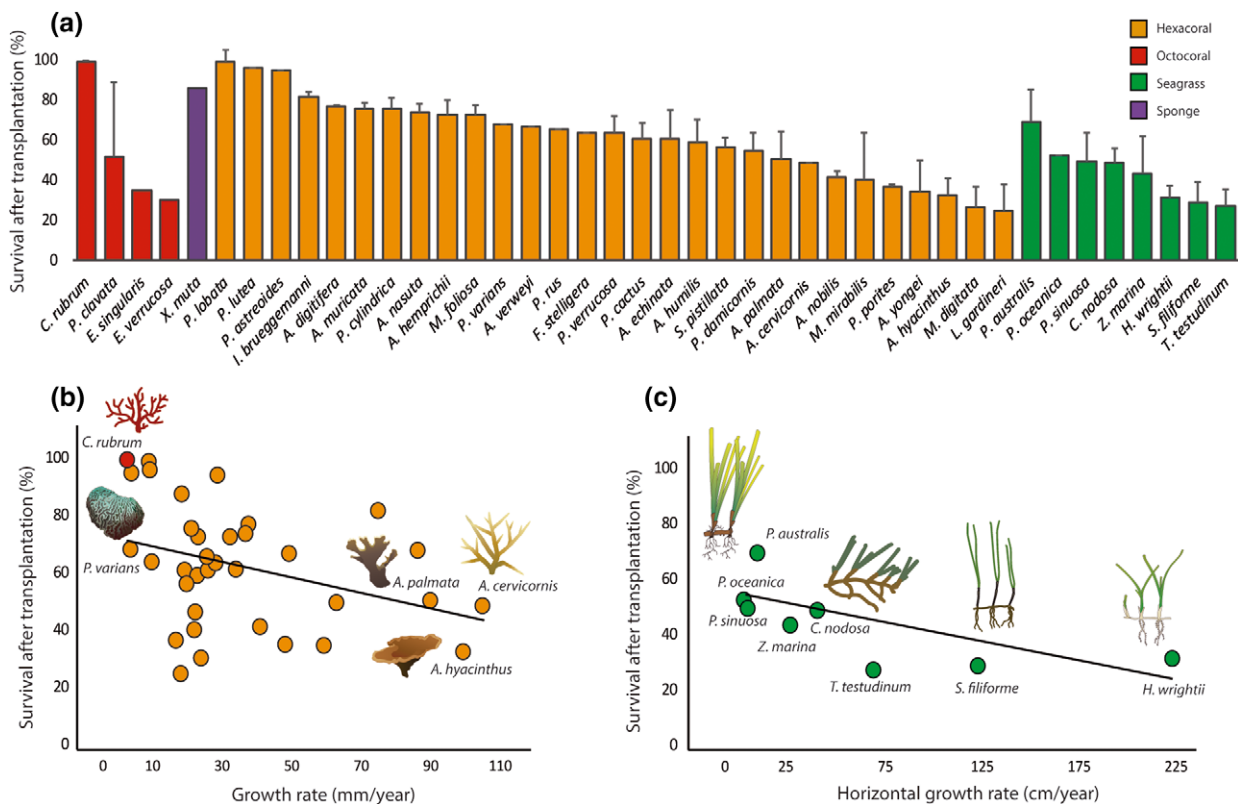 (a)
Survival after transplantation (%)
100
80
60
40
20
0
Hexacoral
Octocoral
Seagrass
Sponge
C. rubrum
P. clavata
E. singularis
E. verrucosa
X. muta
P. lobata
P. lutea
P. astreoides
I. brueggemanni
A. digitifera
A. muricata
P. cylindrica
A. nasuta
A. hemprichii
M. foliosa
P. varians
A. verweyi
P. rus
F. stelligera
P. verrucosa
P. cactus
A. echinata
A. humilis
S. pistillata
P. damicornis
A. palmata
A. cervicornis
A. nobilis
M. mirabilis
P. porites
A. yongei
A. hyacinthus
M. digitata
L. gardineri
P. australis
P. oceanica
P. sinuosa
C. nodosa
Z. marina
H. wrightii
S. filiforme
T. testudinum
(b)
Survival after transplantation (%)
100
80
60
40
20
0
C. rubrum
P. varians
A. palmata
A. cervicornis
A. hyacinthus
0 10 30 50 70 90 110
Growth rate (mm/year)
(c)
Survival after transplantation (%)
100
80
60
40
20
0
P. australis
P. oceanica
P. sinuosa
Z. marina
C. nodosa
T. testudinum
S. filiforme
H. wrightii
0 25 75 125 175 225
Horizontal growth rate (cm/year)